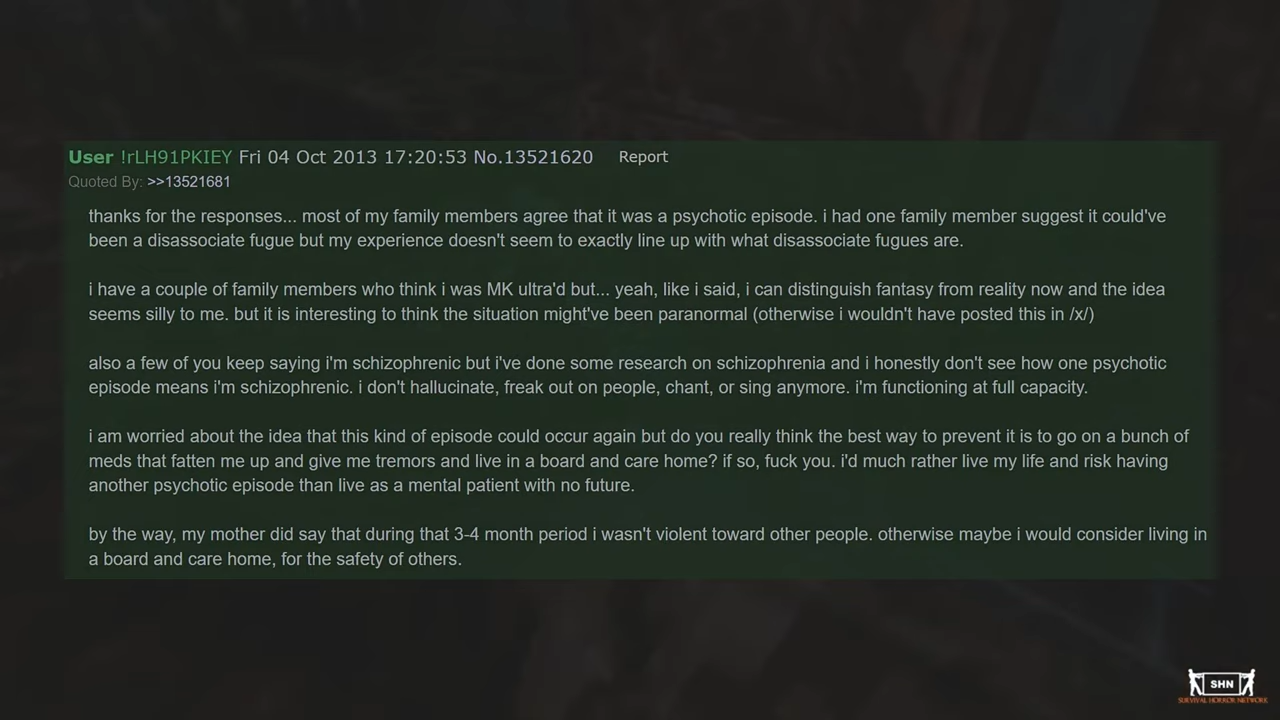 User !rLH91PKIEY Fri 04 Oct 2013 17:20:53 No.13521620 Report
Quoted By: >>13521681
thanks for the responses... most of my family members agree that it was a psychotic episode. i had one family member suggest it could've
been a disassociate fugue but my experience doesn't seem to exactly line up with what disassociate fugues are.
i have a couple of family members who think i was MK ultra'd but... yeah, like i said, i can distinguish fantasy from reality now and the idea
seems silly to me. but it is interesting to think the situation might've been paranormal (otherwise i wouldn't have posted this in /x/)
also a few of you keep saying i'm schizophrenic but i've done some research on schizophrenia and i honestly don't see how one psychotic
episode means i'm schizophrenic. i don't hallucinate, freak out on people, chant, or sing anymore. i'm functioning at full capacity.
i am worried about the idea that this kind of episode could occur again but do you really think the best way to prevent it is to go on a bunch of
meds that fatten me up and give me tremors and live in a board and care home? if so, fuck you. i'd much rather live my life and risk having
another psychotic episode than live as a mental patient with no future.
by the way, my mother did say that during that 3-4 month period i wasn't violent toward other people. otherwise maybe i would consider living in
a board and care home, for the safety of others.
SHN
SURVIVAL HORROR NETWORK